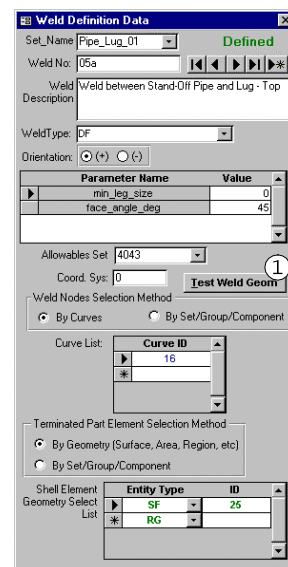 Weld Definition Data
Set_Name Pipe_Lug_01 Defined
Weld No: 05a
Weld Description Weld between Stand-Off Pipe and Lug - Top
WeldType: DF
Orientation: (+) (-)
Parameter Name Value
min_leg_size 0
face_angle_deg 45
Allowables Set 4043
1
Coord. Sys: 0 Test Weld Geom
Weld Nodes Selection Method
By Curves By Set/Group/Component
Curve List: Curve ID
16
Terminated Part Element Selection Method
By Geometry (Surface, Area, Region, etc)
By Set/Group/Component
Shell Element Geometry Select List Entity Type ID
SF 25
RG